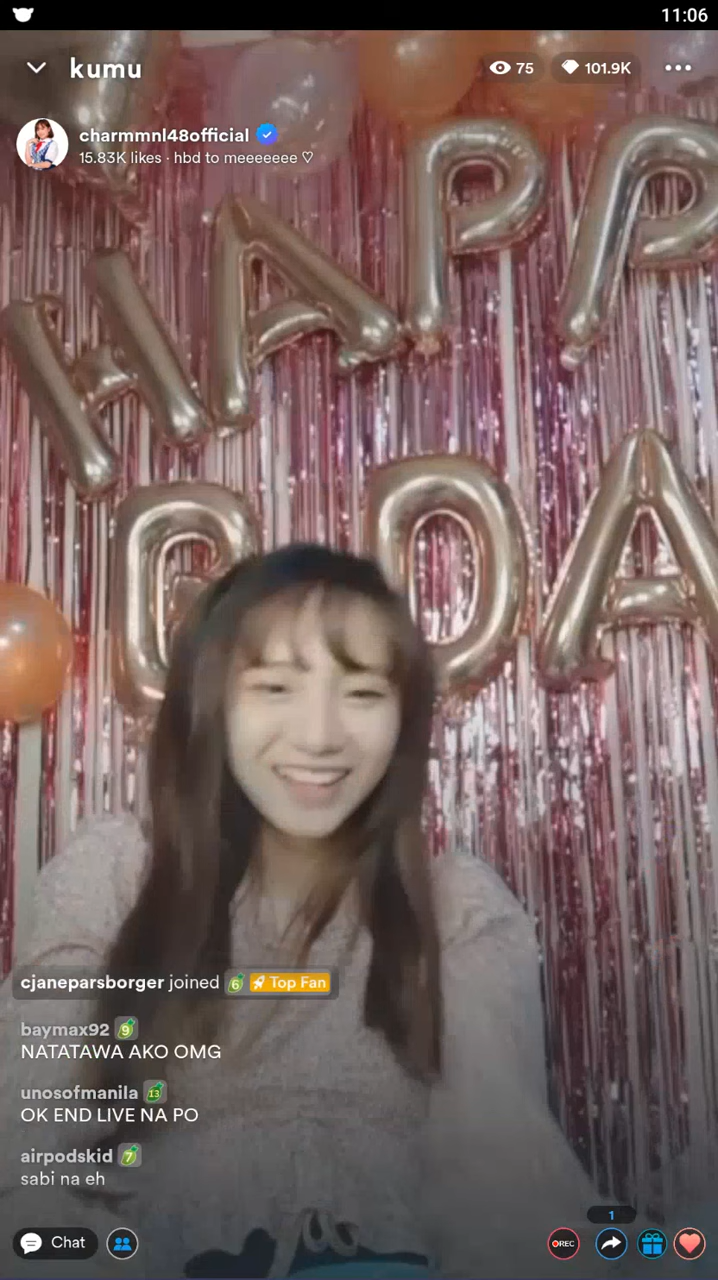 11:06
kumu
75
101.9K
charmmnl48official
15.83K likes · hbd to meeeeeee ♡
HAPP
BDA
cjaneparsborger joined 6 Top Fan
baymax92 9
NATATAWA AKO OMG
unosofmanila 13
OK END LIVE NA PO
airpodskid 7
sabi na eh
1
Chat
REC